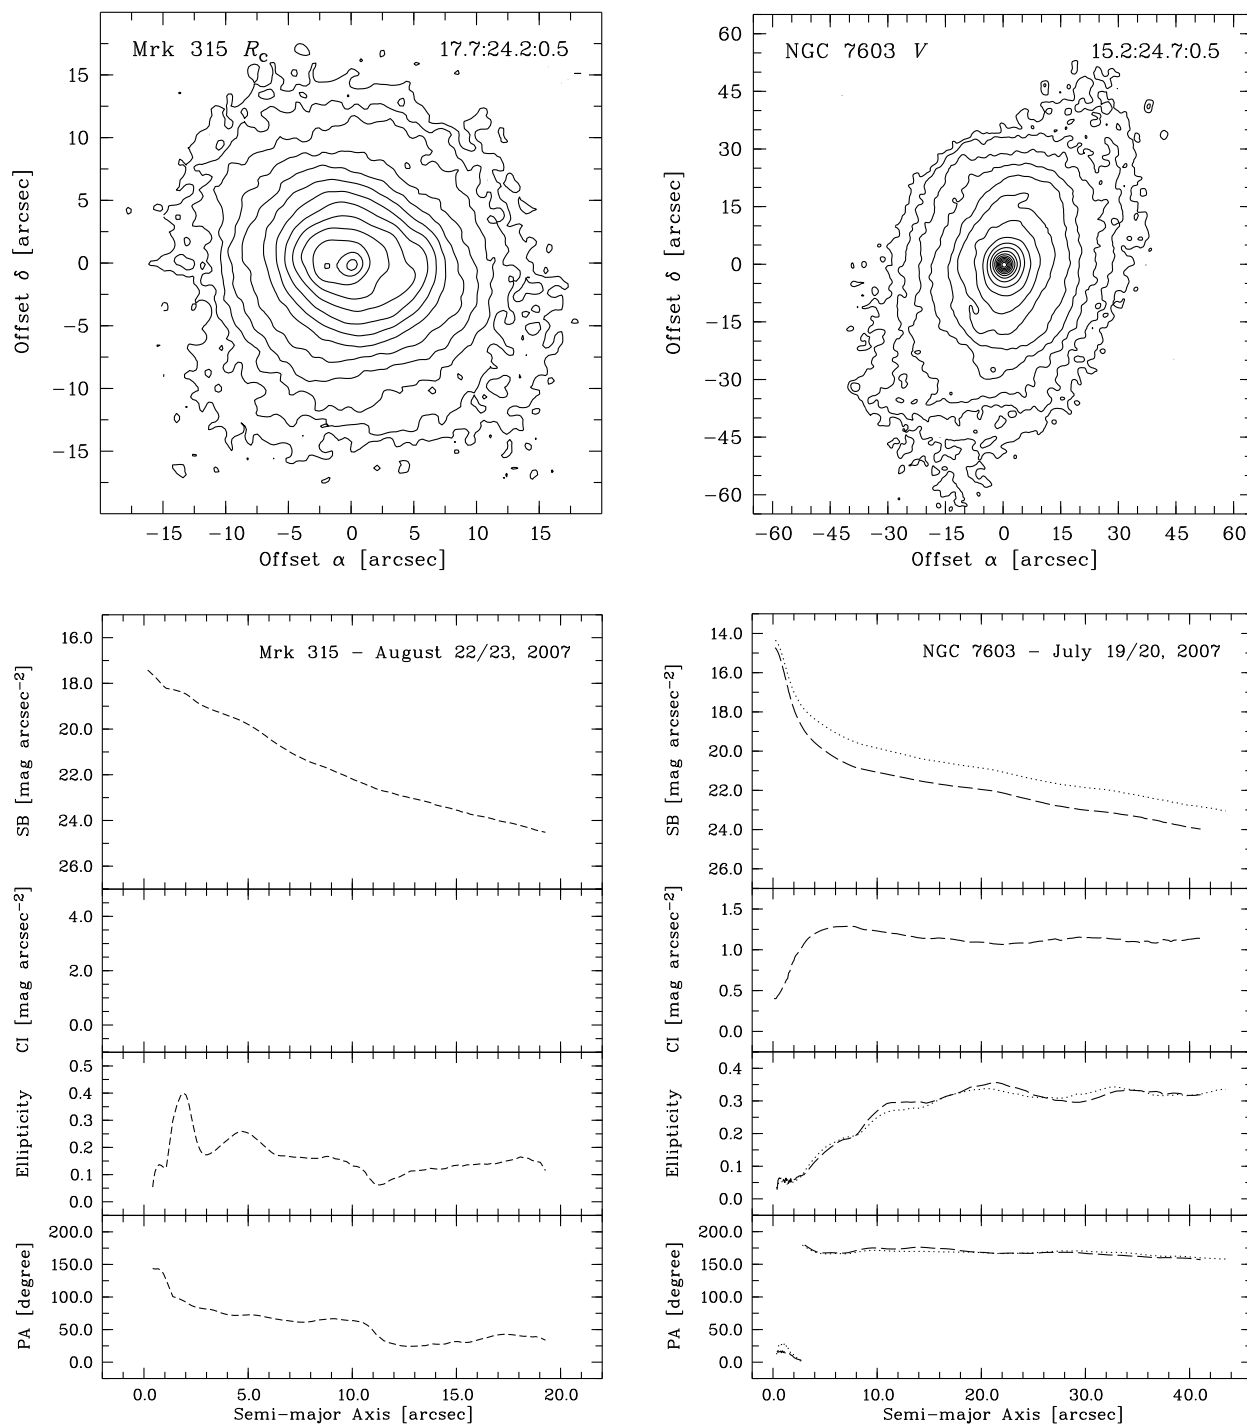 Mrk 315 Rc 17.7:24.2:0.5
15
10
5
0
−5
−10
−15
Offset δ [arcsec]
−15 −10 −5 0 5 10 15
Offset α [arcsec]
NGC 7603 V 15.2:24.7:0.5
60
45
30
15
0
−15
−30
−45
−60
Offset δ [arcsec]
−60 −45 −30 −15 0 15 30 45 60
Offset α [arcsec]
Mrk 315 − August 22/23, 2007
16.0
18.0
20.0
22.0
24.0
26.0
SB [mag arcsec−2]
4.0
2.0
0.0
CI [mag arcsec−2]
0.5
0.4
0.3
0.2
0.1
0.0
Ellipticity
200.0
150.0
100.0
50.0
0.0
PA [degree]
0.0 5.0 10.0 15.0 20.0
Semi−major Axis [arcsec]
NGC 7603 − July 19/20, 2007
14.0
16.0
18.0
20.0
22.0
24.0
26.0
SB [mag arcsec−2]
1.5
1.0
0.5
0.0
CI [mag arcsec−2]
0.4
0.3
0.2
0.1
0.0
Ellipticity
200.0
150.0
100.0
50.0
0.0
PA [degree]
0.0 10.0 20.0 30.0 40.0
Semi−major Axis [arcsec]